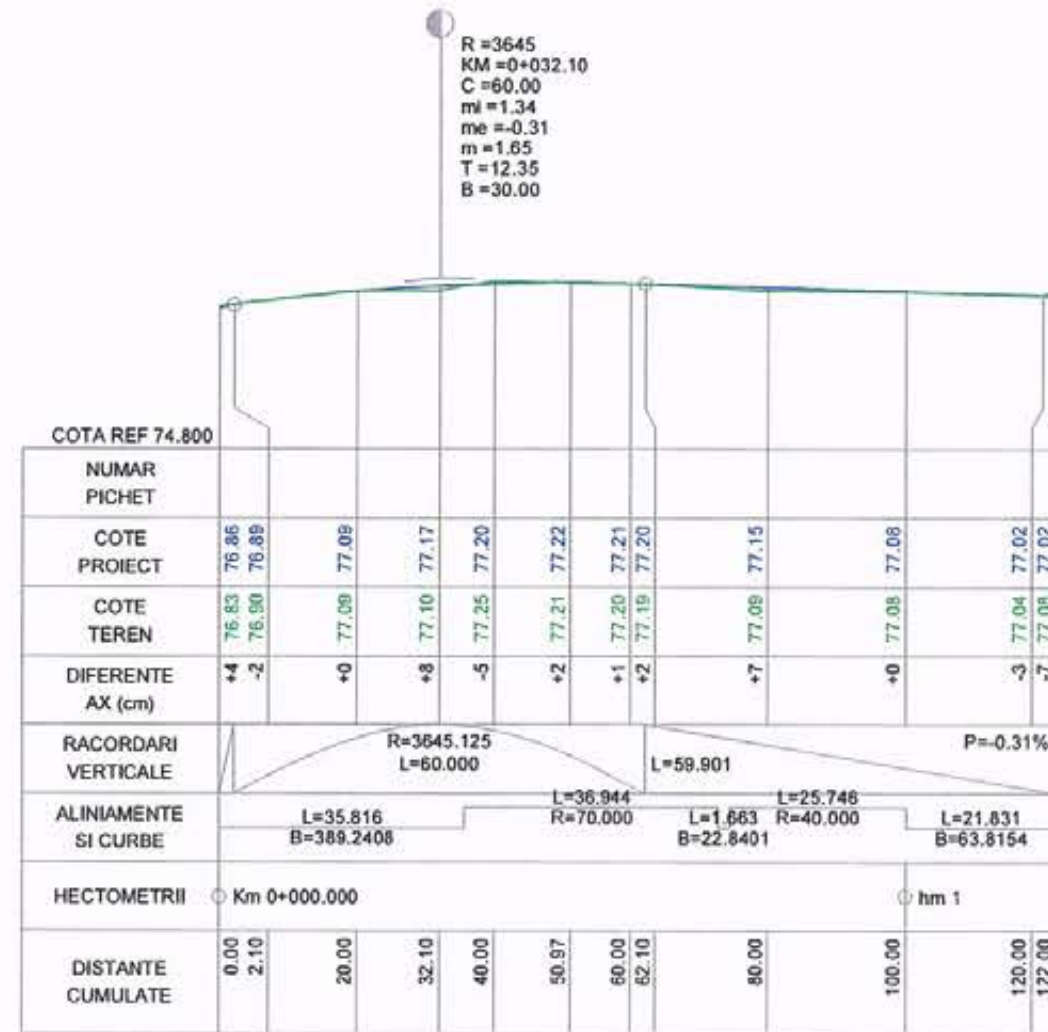 R =3645
KM =0+032.10
C =60.00
mi =1.34
me =-0.31
m =1.65
T =12.35
B =30.00
COTA REF 74.800
NUMAR
PICHET
COTE
PROIECT
76.86 76.89 77.09 77.17 77.20 77.22 77.21 77.20 77.15 77.08 77.02 77.02
COTE
TEREN
76.83 76.90 77.09 77.10 77.25 77.21 77.20 77.19 77.09 77.08 77.04 77.08
DIFERENTE
AX (cm)
+4 -2 +0 +8 -5 +2 +1 +2 +7 +0 -3 -7
RACORDARI
VERTICALE
R=3645.125
L=60.000
L=59.901
P=-0.31%
ALINIAMENTE
SI CURBE
L=35.816
B=389.2408
L=36.944
R=70.000
L=1.663
B=22.8401
L=25.746
R=40.000
L=21.831
B=63.8154
HECTOMETRII
Km 0+000.000
hm 1
DISTANTE
CUMULATE
0.00 2.10 20.00 32.10 40.00 50.97 60.00 62.10 80.00 100.00 120.00 122.00